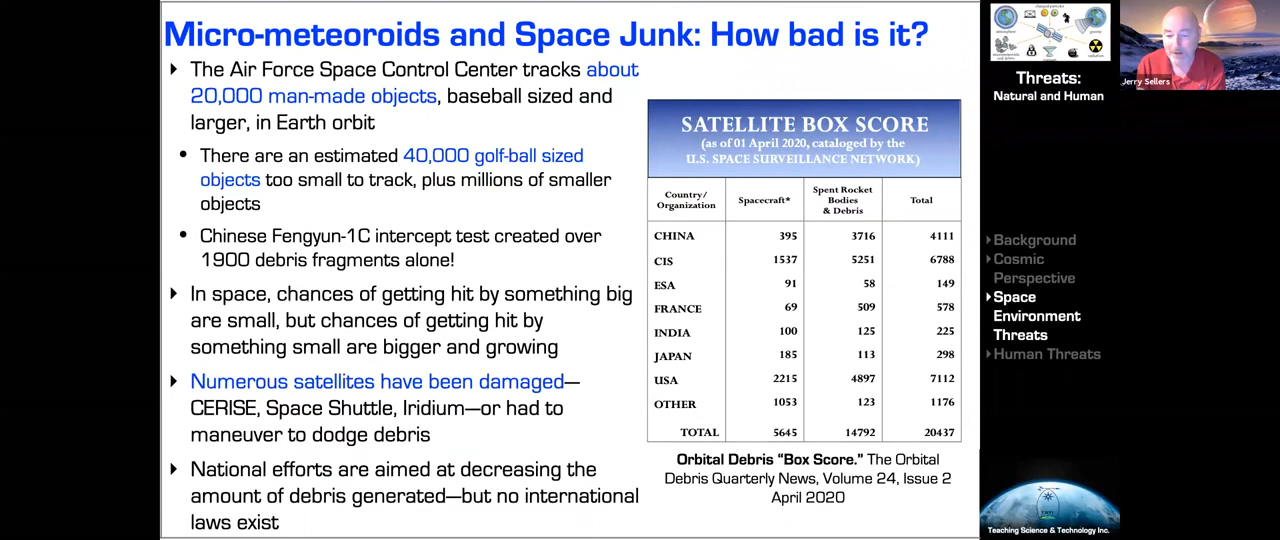 Micro-meteoroids and Space Junk: How bad is it?
The Air Force Space Control Center tracks about
20,000 man-made objects, baseball sized and
larger, in Earth orbit
There are an estimated 40,000 golf-ball sized
objects too small to track, plus millions of smaller
objects
Chinese Fengyun-1C intercept test created over
1900 debris fragments alone!
In space, chances of getting hit by something big
are small, but chances of getting hit by
something small are bigger and growing
Numerous satellites have been damaged—
CERISE, Space Shuttle, Iridium—or had to
maneuver to dodge debris
National efforts are aimed at decreasing the
amount of debris generated—but no international
laws exist
SATELLITE BOX SCORE
(as of 01 April 2020, cataloged by the
U.S. SPACE SURVEILLANCE NETWORK)
Country/
Organization
Spacecraft*
Spent Rocket
Bodies
& Debris
Total
CHINA 395 3716 4111
CIS 1537 5251 6788
ESA 91 58 149
FRANCE 69 509 578
INDIA 100 125 225
JAPAN 185 113 298
USA 2215 4897 7112
OTHER 1053 123 1176
TOTAL 5645 14792 20437
Orbital Debris “Box Score.” The Orbital
Debris Quarterly News, Volume 24, Issue 2
April 2020
Threats:
Natural and Human
Jerry Sellers
Background
Cosmic
Perspective
Space
Environment
Threats
Human Threats
Teaching Science & Technology Inc.